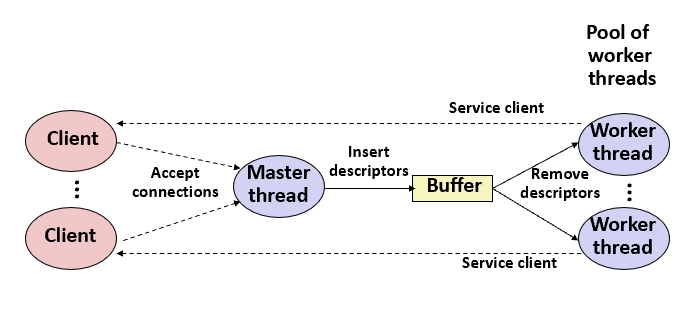 Pool of
worker
threads
Service client
Client
Worker
thread
Insert
descriptors
Accept
connections
Master
thread
Buffer
Remove
descriptors
Client
Worker
thread
Service client